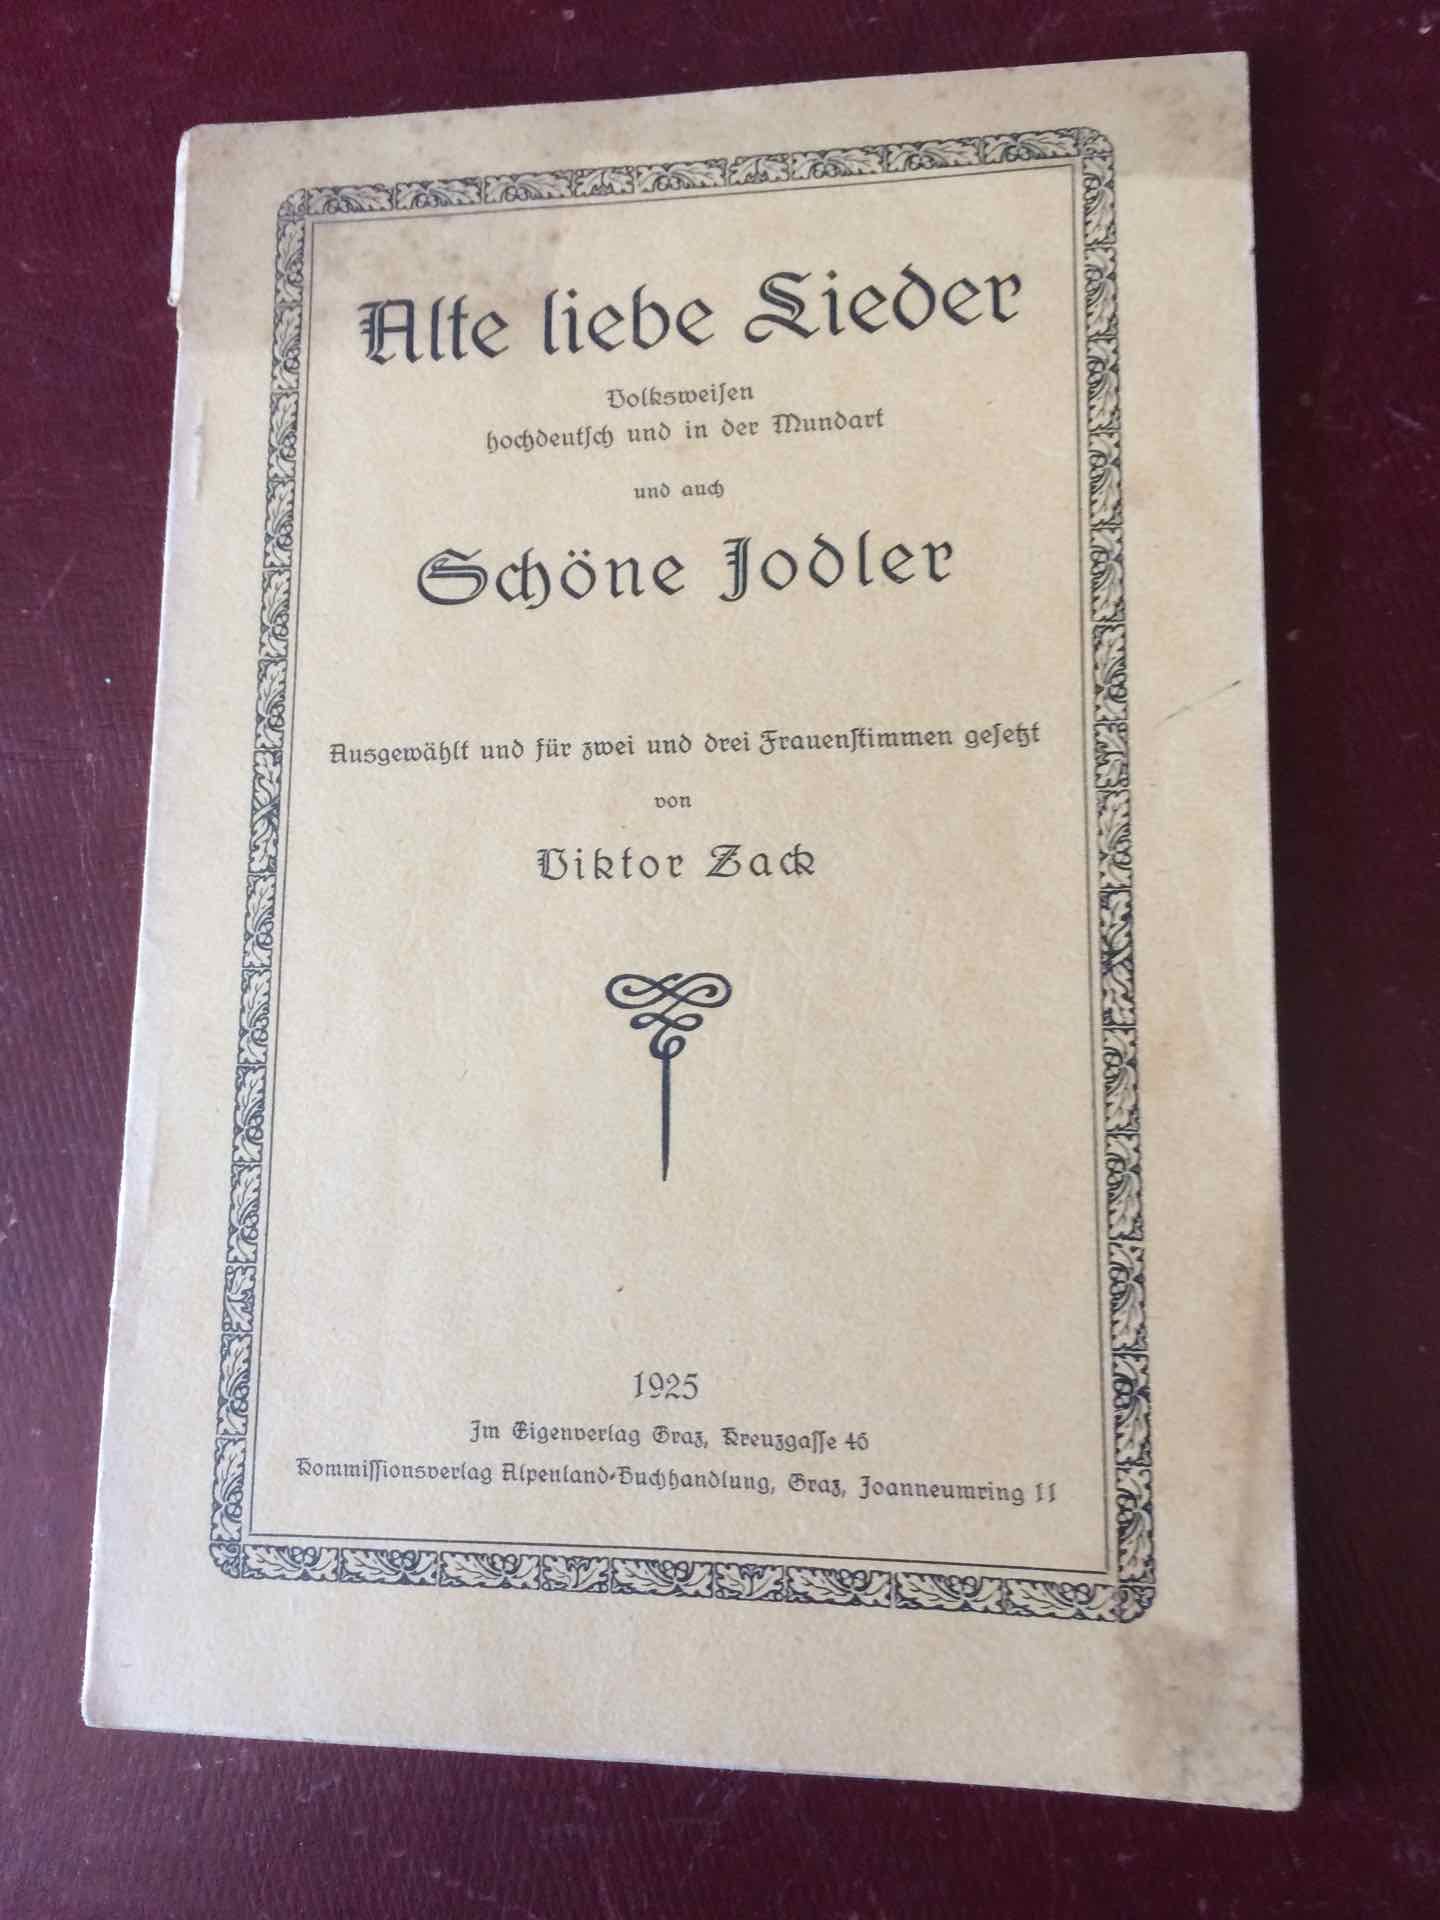 Alte liebe Lieder
Volksweisen
hochdeutsch und in der Mundart
und auch
Schöne Jodler
Ausgewählt und für zwei und drei Frauenstimmen gesetzt
von
Viktor Zack
1925
Im Eigenverlag Graz, Kreuzgasse 46
Kommissionsverlag Alpenland-Buchhandlung, Graz, Joanneumring 11